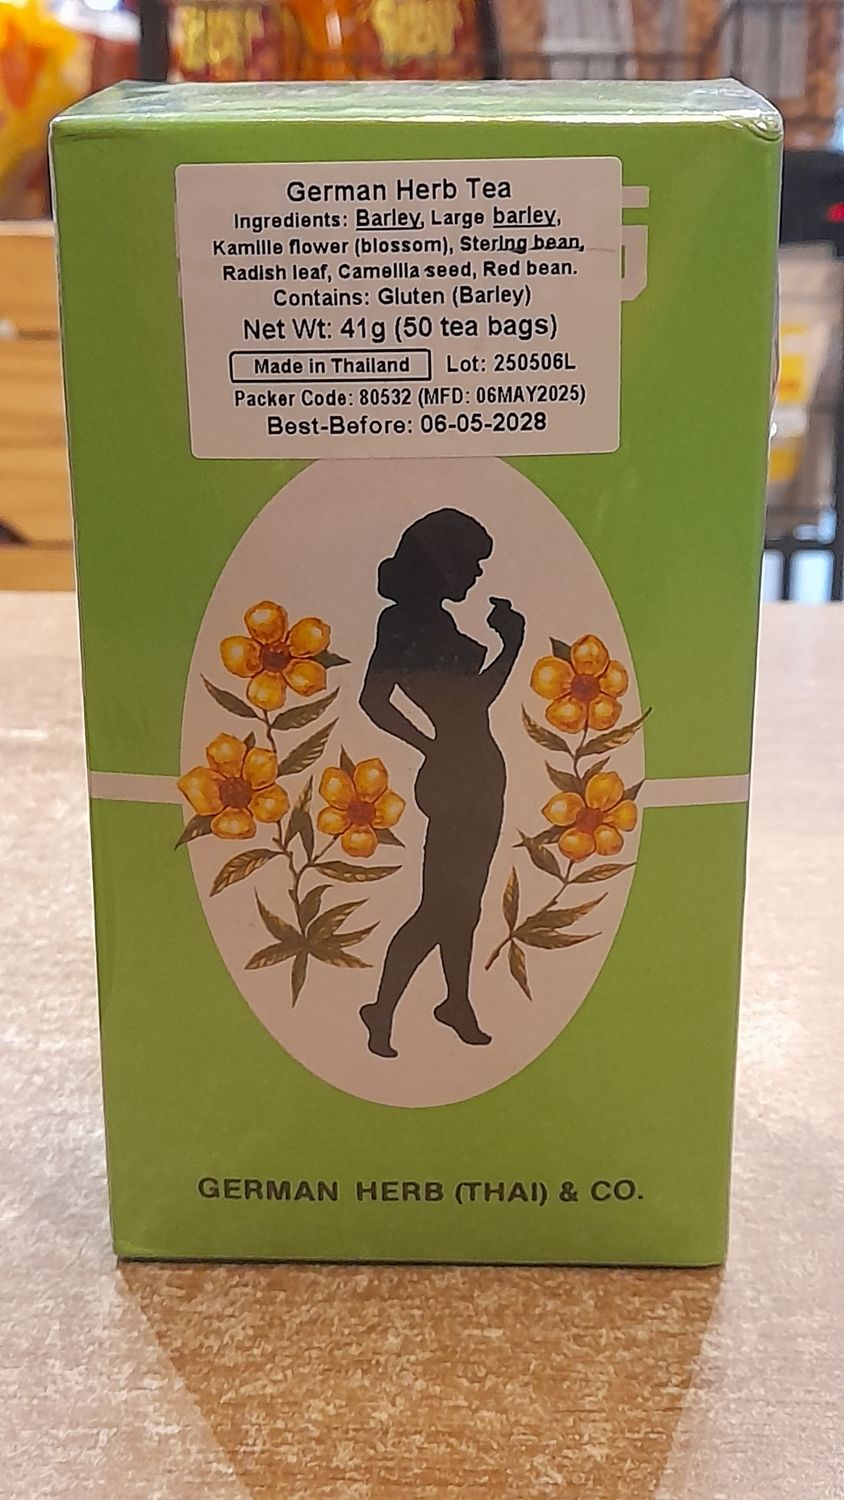 German Herb Tea
Ingredients: Barley, Large barley,
Kamille flower (blossom), Stering bean,
Radish leaf, Camellia seed, Red bean.
Contains: Gluten (Barley)
Net Wt: 41g (50 tea bags)
Made in Thailand Lot: 250506L
Packer Code: 80532 (MFD: 06MAY2025)
Best-Before: 06-05-2028
GERMAN HERB (THAI) & CO.